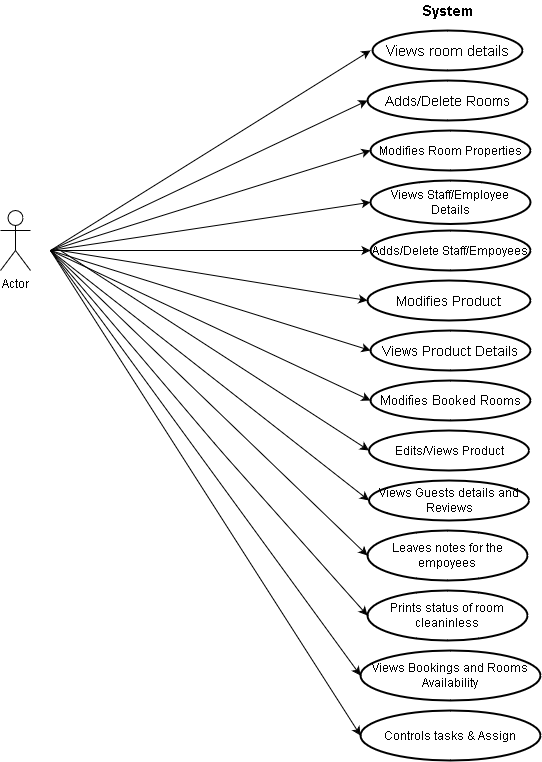 System
Views room details
Adds/Delete Rooms
Modifies Room Properties
Views Staff/Employee
Details
Actor
Adds/Delete Staff/Empoyees
Modifies Product
Views Product Details
Modifies Booked Rooms
Edits/Views Product
Views Guests details and
Reviews
Leaves notes for the
empoyees
Prints status of room
cleaninless
Views Bookings and Rooms
Availability
Controls tasks & Assign